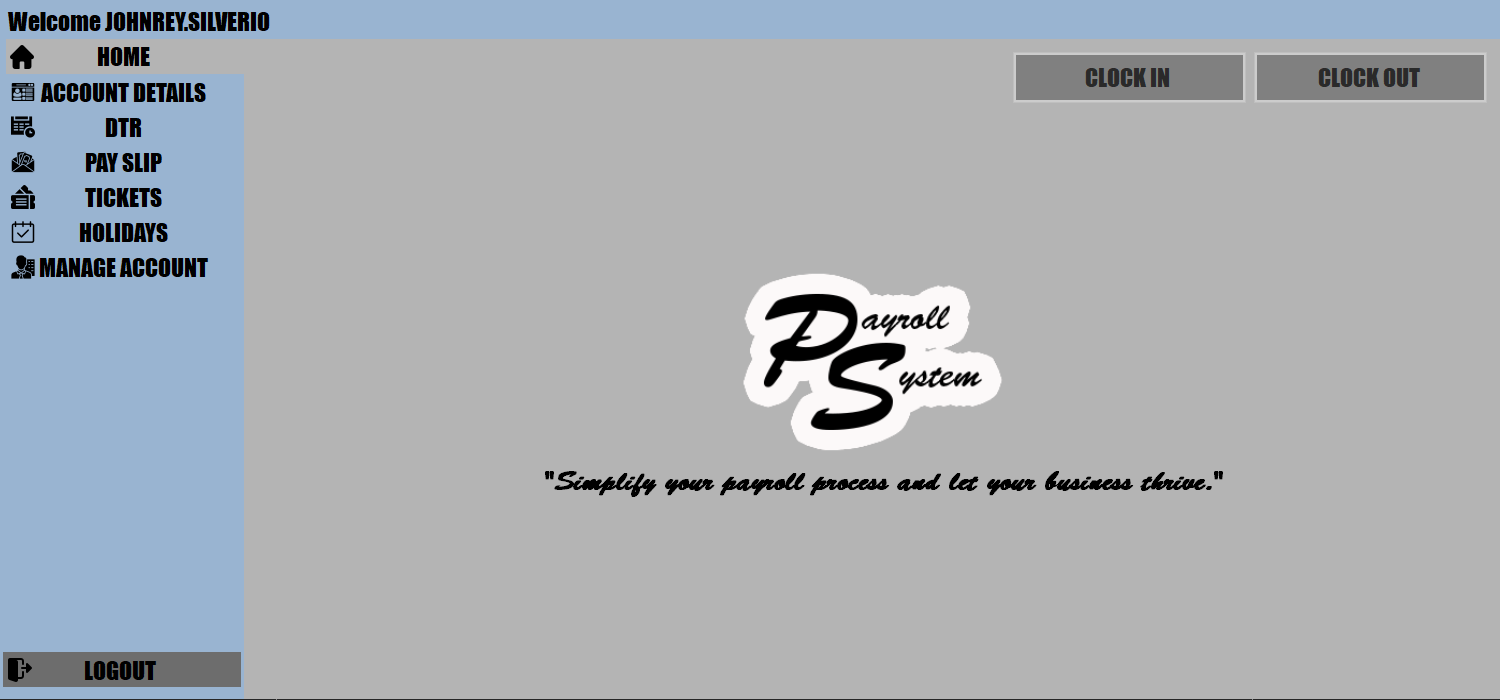 Welcome JOHNREY.SILVERIO
HOME
CLOCK IN
CLOCK OUT
ACCOUNT DETAILS
DTR
PAY SLIP
TICKETS
HOLIDAYS
MANAGE ACCOUNT
Payroll
System
"Simplify your payroll process and let your business thrive."
LOGOUT